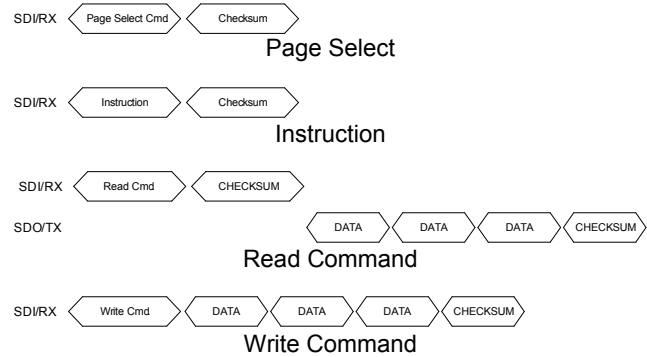 SDI/RX Page Select Cmd Checksum
Page Select
SDI/RX Instruction Checksum
Instruction
SDI/RX Read Cmd CHECKSUM
SDO/TX DATA DATA DATA CHECKSUM
Read Command
SDI/RX Write Cmd. DATA DATA DATA CHECKSUM
Write Command